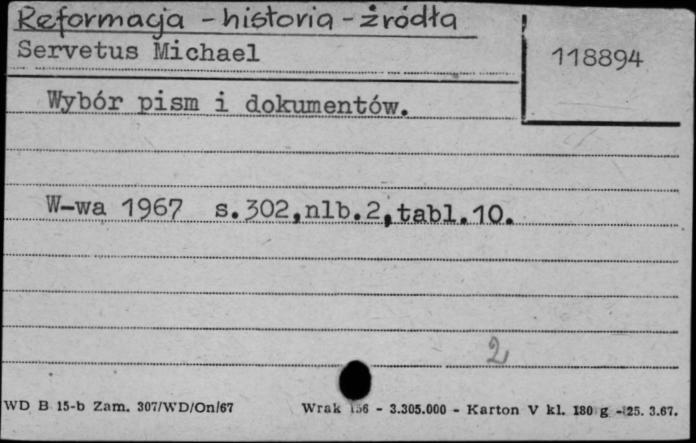 Reformacja - historia - źródła
Servetus Michael
118894
Wybór pism i dokumentów.
W-wa 1967 s.302,nlb.2,tabl.10.
2
WD B 15-b Zam. 307/WD/On/67 Wrak 156 - 3.305.000 - Karton V kl. 180 g - 25. 3.67.